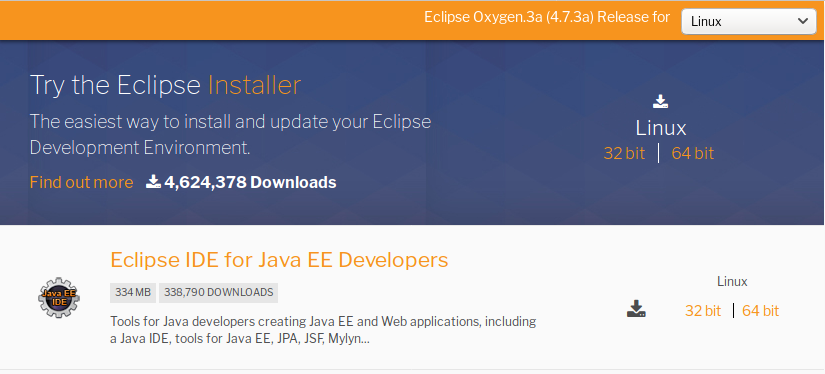 Eclipse Oxygen.3a (4.7.3a) Release for Linux
Try the Eclipse Installer
The easiest way to install and update your Eclipse
Development Environment.
Find out more 4,624,378 Downloads
Linux
32 bit | 64 bit
Java EE
IDE
Eclipse IDE for Java EE Developers
334 MB 338,790 DOWNLOADS
Tools for Java developers creating Java EE and Web applications, including
a Java IDE, tools for Java EE, JPA, JSF, Mylyn...
Linux
32 bit | 64 bit